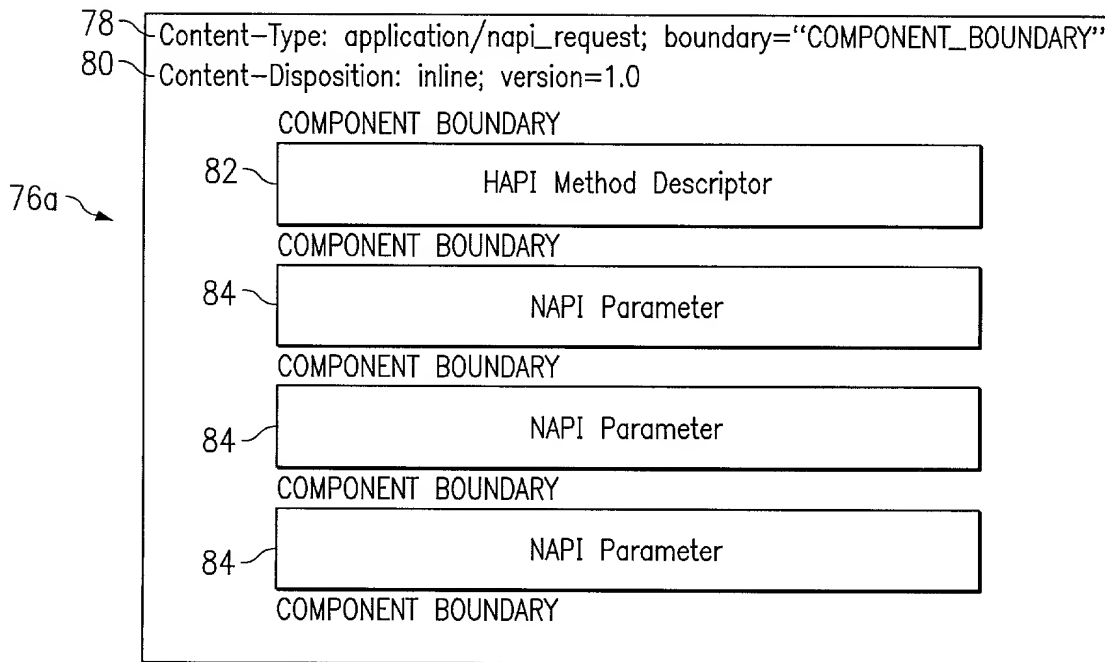 78 Content-Type: application/napi_request; boundary="COMPONENT_BOUNDARY"
80 Content-Disposition: inline; version=1.0
COMPONENT BOUNDARY
82 HAPI Method Descriptor
76a
COMPONENT BOUNDARY
84 NAPI Parameter
COMPONENT BOUNDARY
84 NAPI Parameter
COMPONENT BOUNDARY
84 NAPI Parameter
COMPONENT BOUNDARY